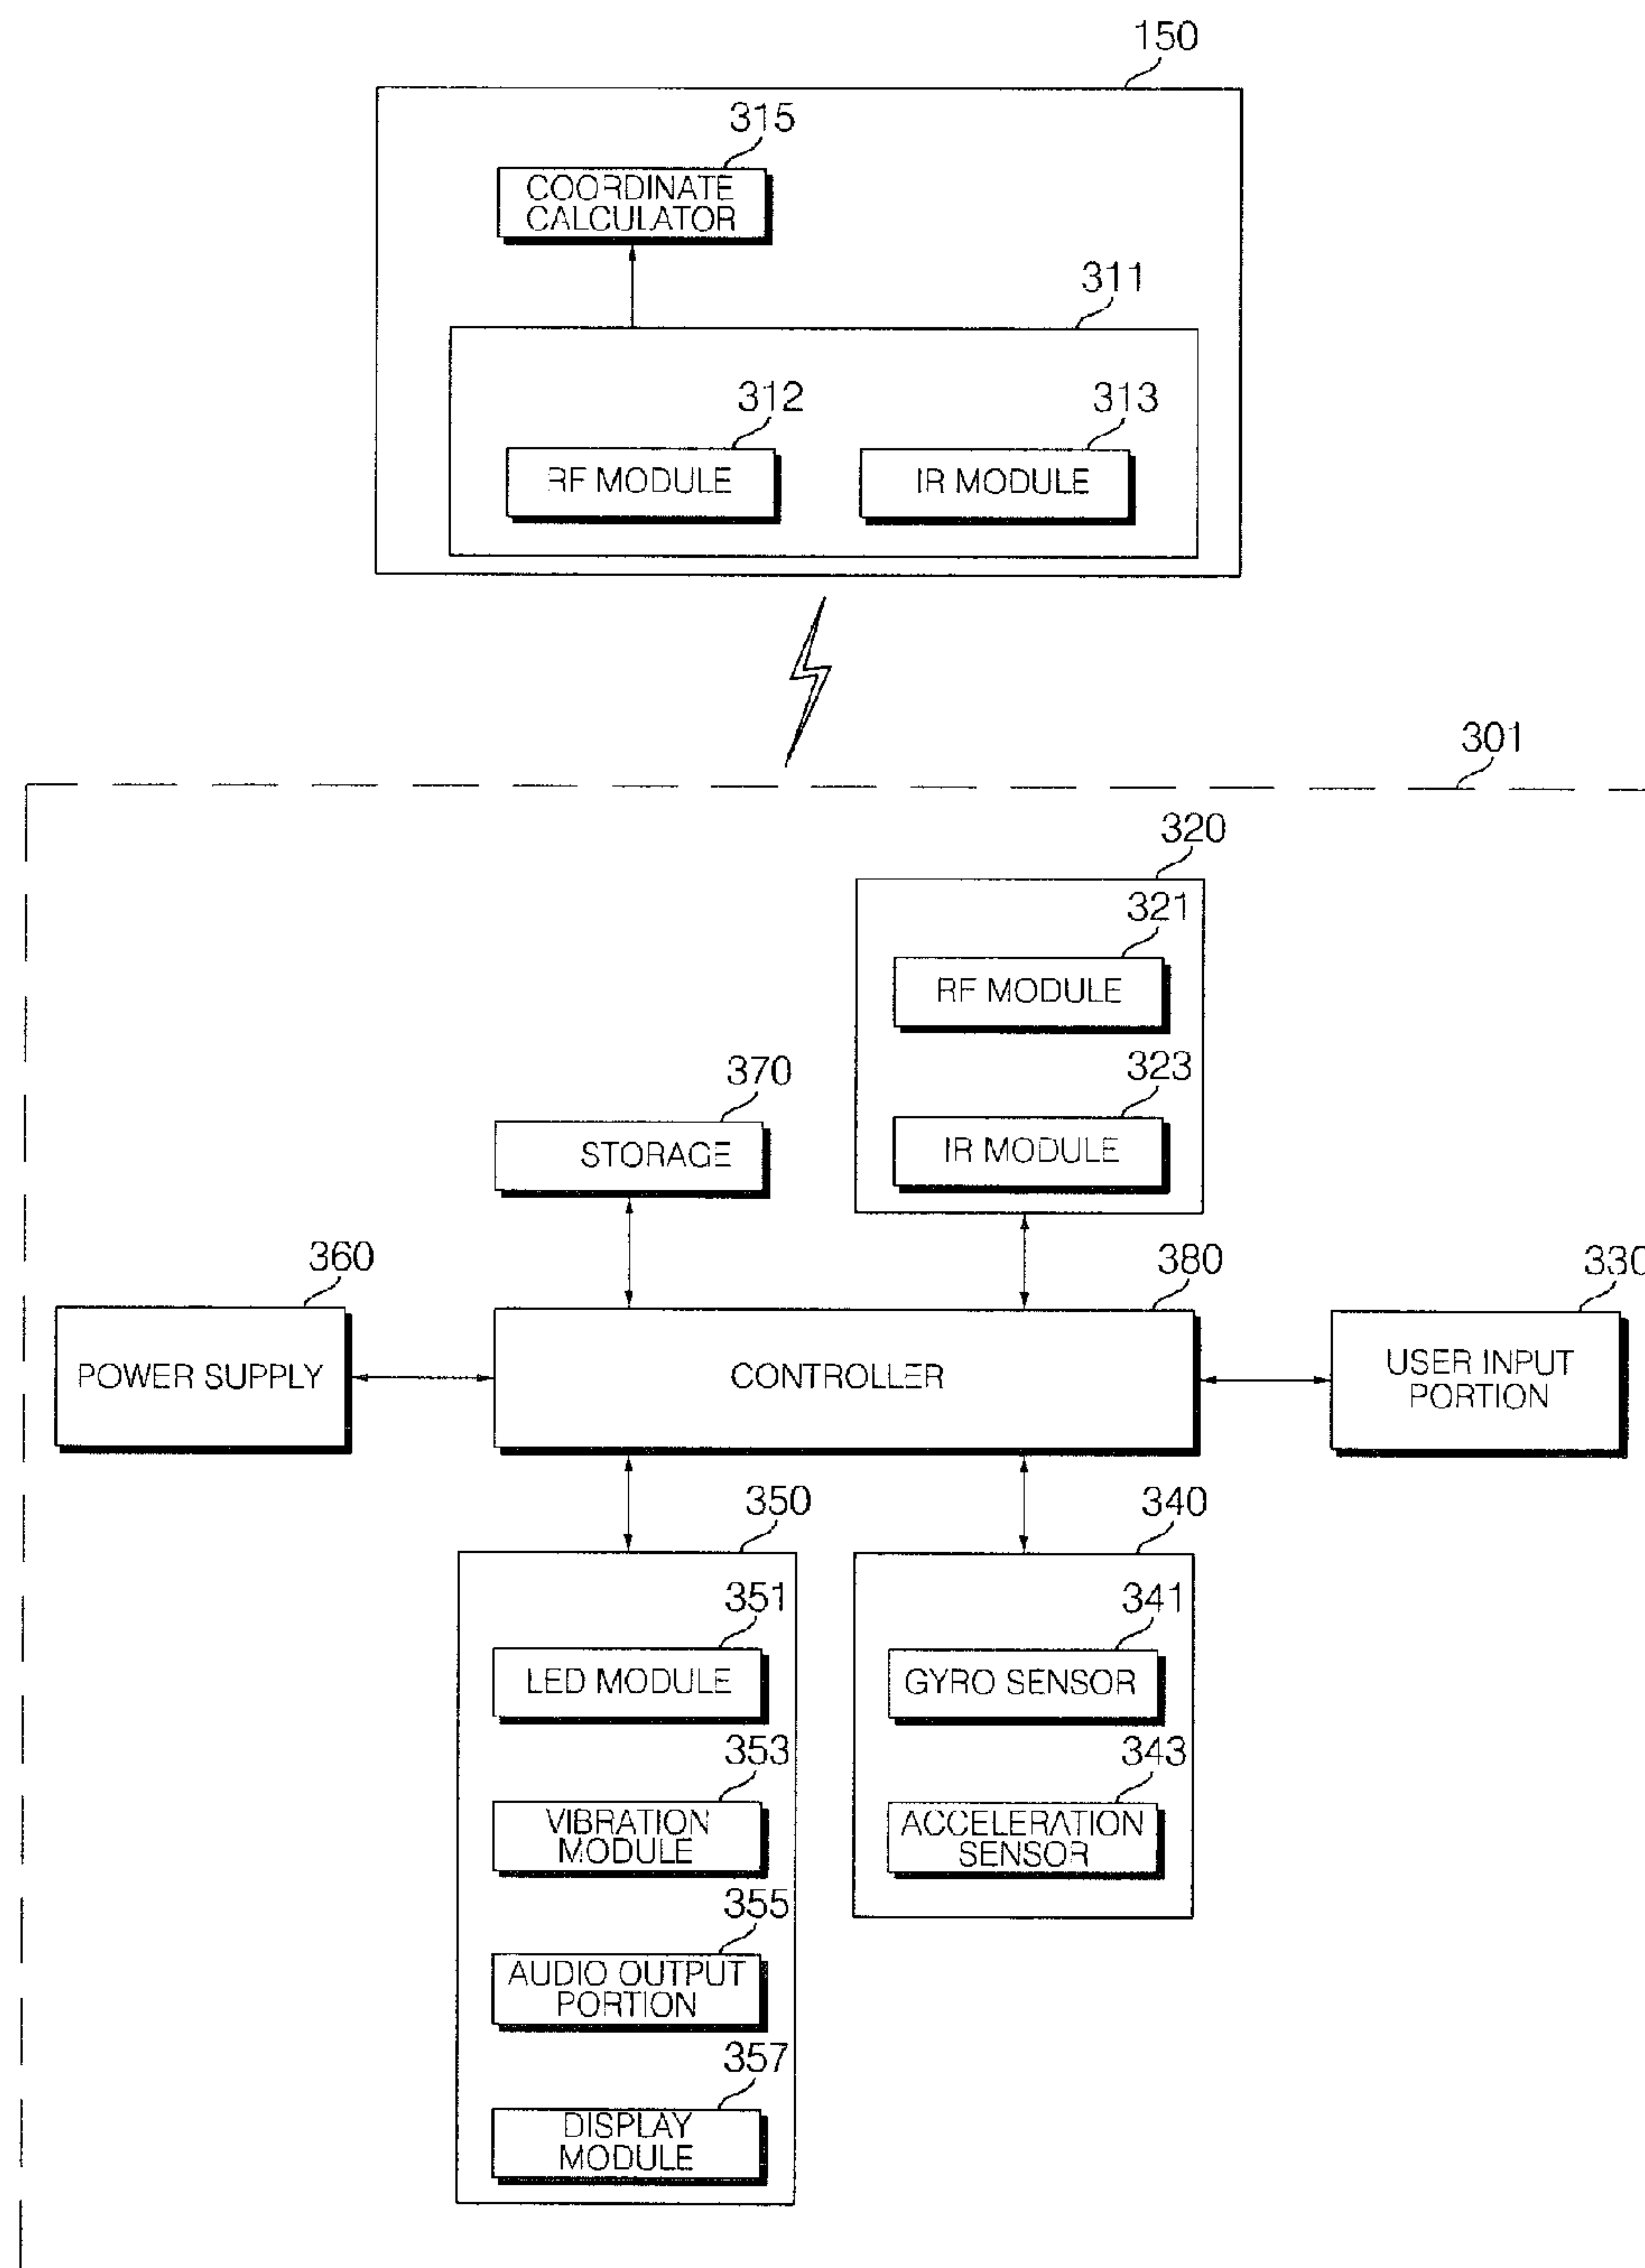 150
315
COORDINATE
CALCULATOR
311
312
313
RF MODULE
IR MODULE
301
320
321
RF MODULE
370
323
STORAGE
IR MODULE
360
380
330
POWER SUPPLY
CONTROLLER
USER INPUT
PORTION
350
340
351
341
LED MODULE
GYRO SENSOR
353
343
VIBRATION
MODULE
ACCELERATION
SENSOR
355
AUDIO OUTPUT
PORTION
357
DISPLAY
MODULE